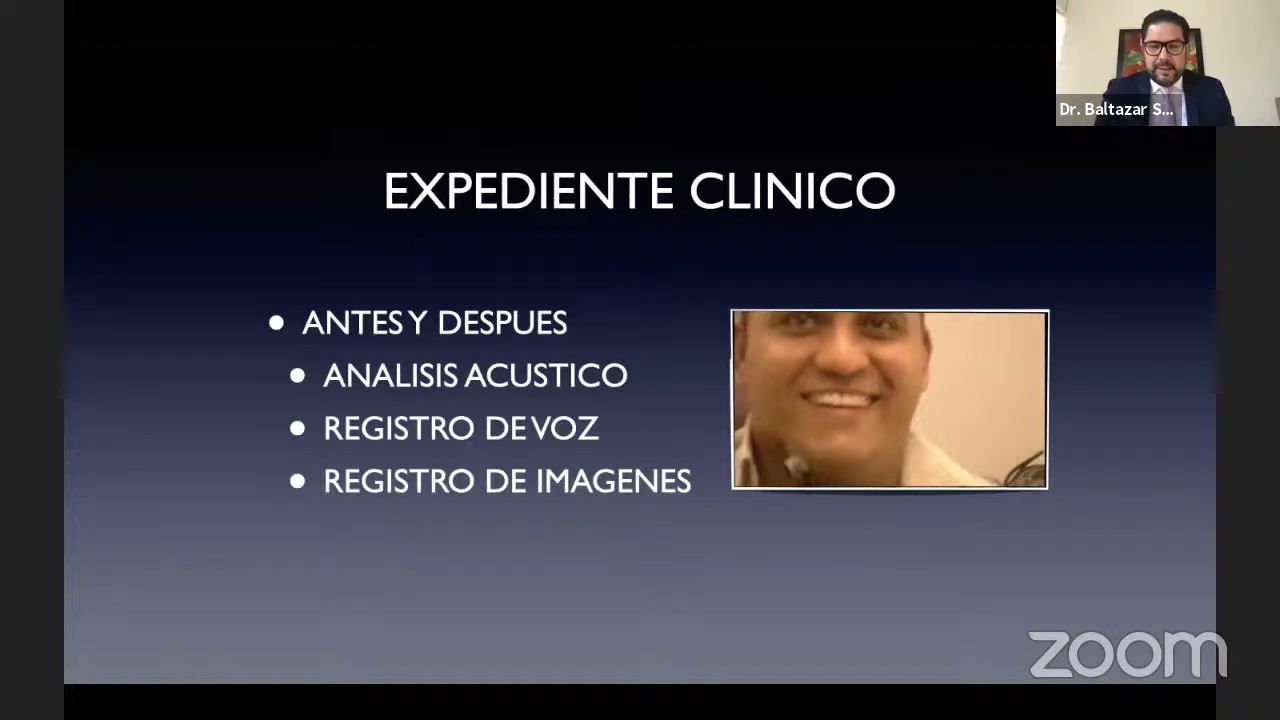 Dr. Baltazar S...
EXPEDIENTE CLINICO
ANTES Y DESPUES
ANALISIS ACUSTICO
REGISTRO DE VOZ
REGISTRO DE IMAGENES
zoom